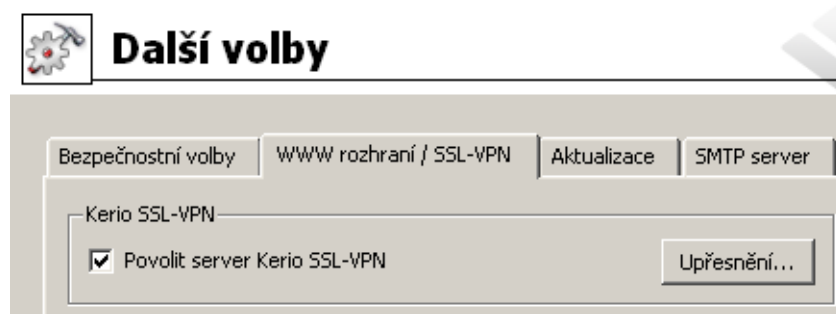 Další volby
Bezpečnostní volby WWW rozhraní / SSL-VPN Aktualizace SMTP server
Kerio SSL-VPN
Povolit server Kerio SSL-VPN Upřesnění...